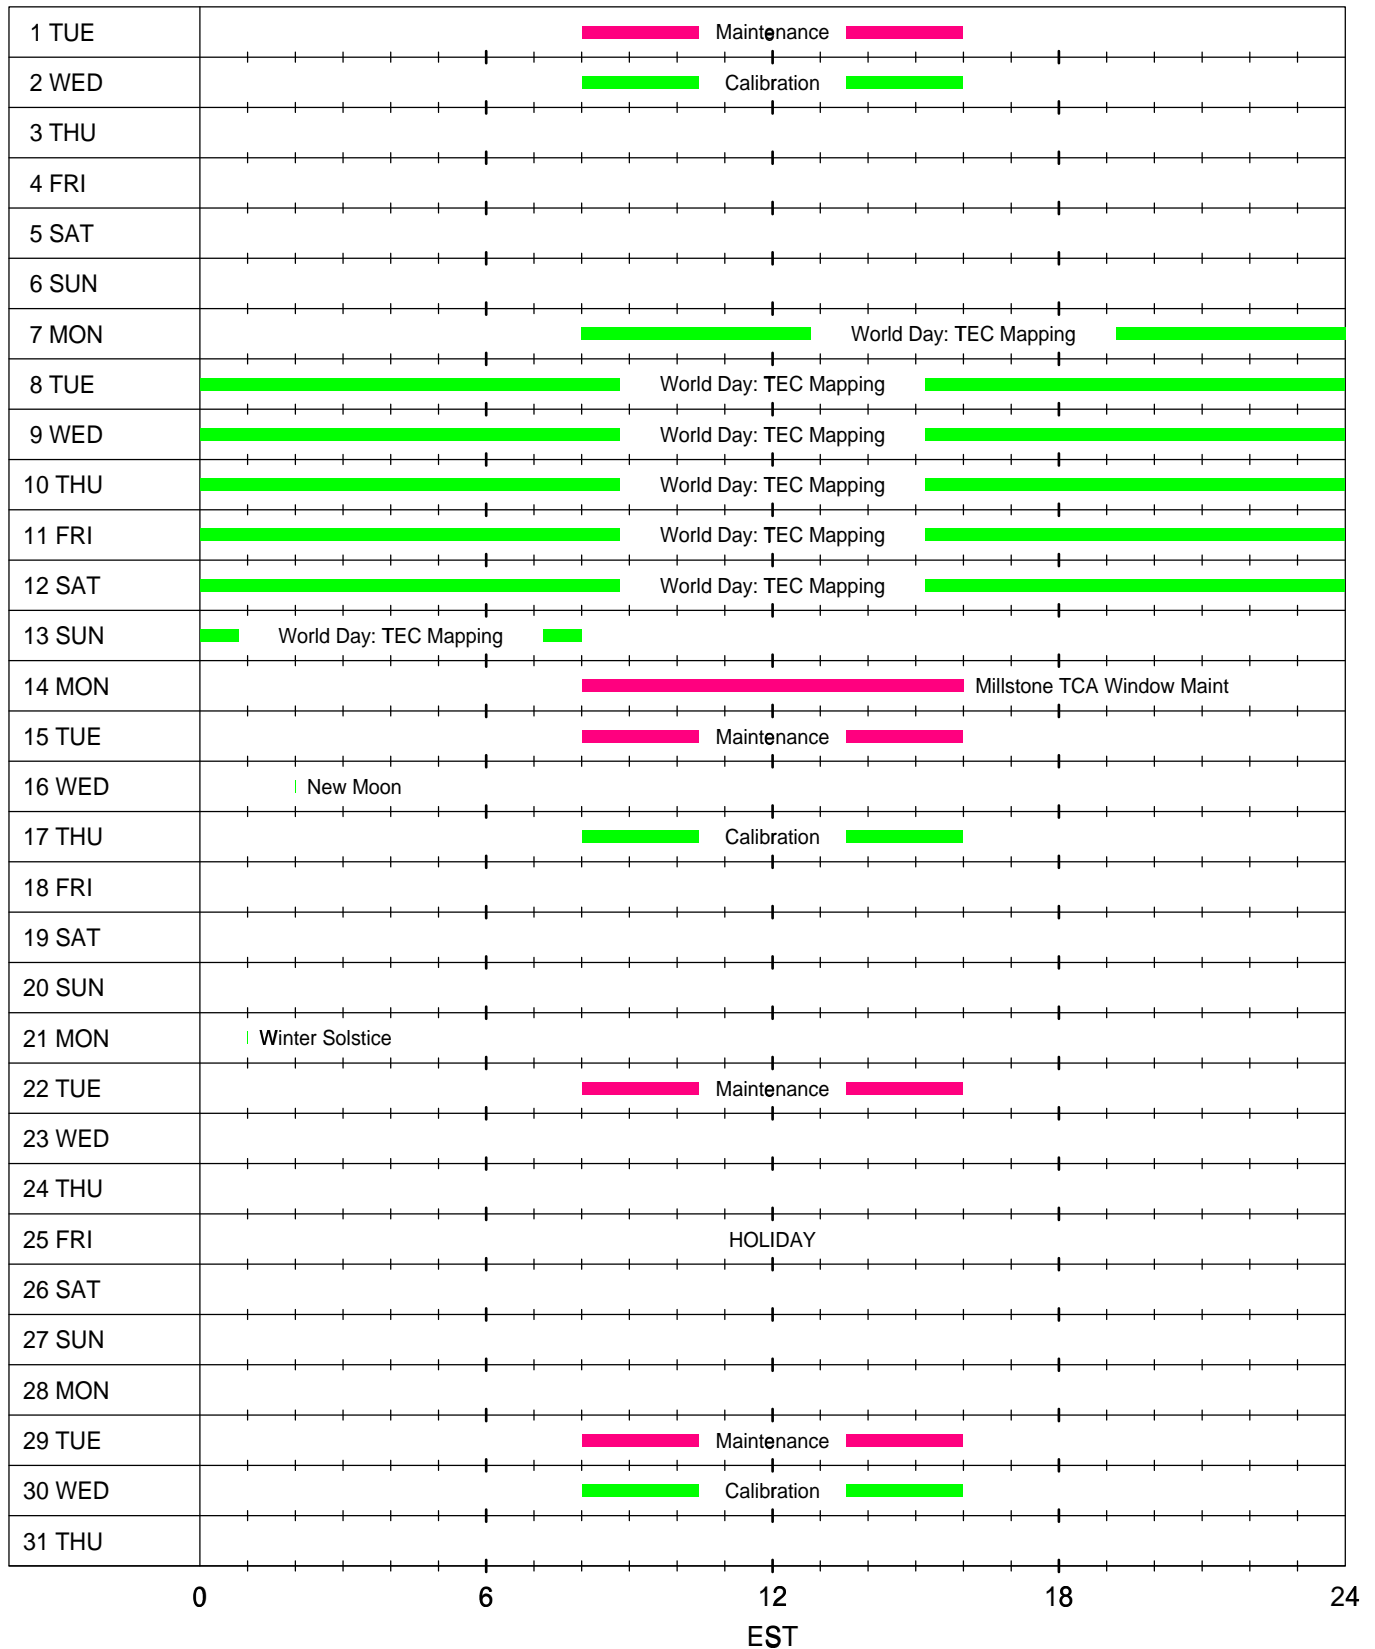 1 TUE Maintenance
2 WED Calibration
3 THU
4 FRI
5 SAT
6 SUN
7 MON World Day: TEC Mapping
8 TUE World Day: TEC Mapping
9 WED World Day: TEC Mapping
10 THU World Day: TEC Mapping
11 FRI World Day: TEC Mapping
12 SAT World Day: TEC Mapping
13 SUN World Day: TEC Mapping
14 MON Millstone TCA Window Maint
15 TUE Maintenance
16 WED New Moon
17 THU Calibration
18 FRI
19 SAT
20 SUN
21 MON Winter Solstice
22 TUE Maintenance
23 WED
24 THU
25 FRI HOLIDAY
26 SAT
27 SUN
28 MON
29 TUE Maintenance
30 WED Calibration
31 THU
0 6 12 18 24
EST